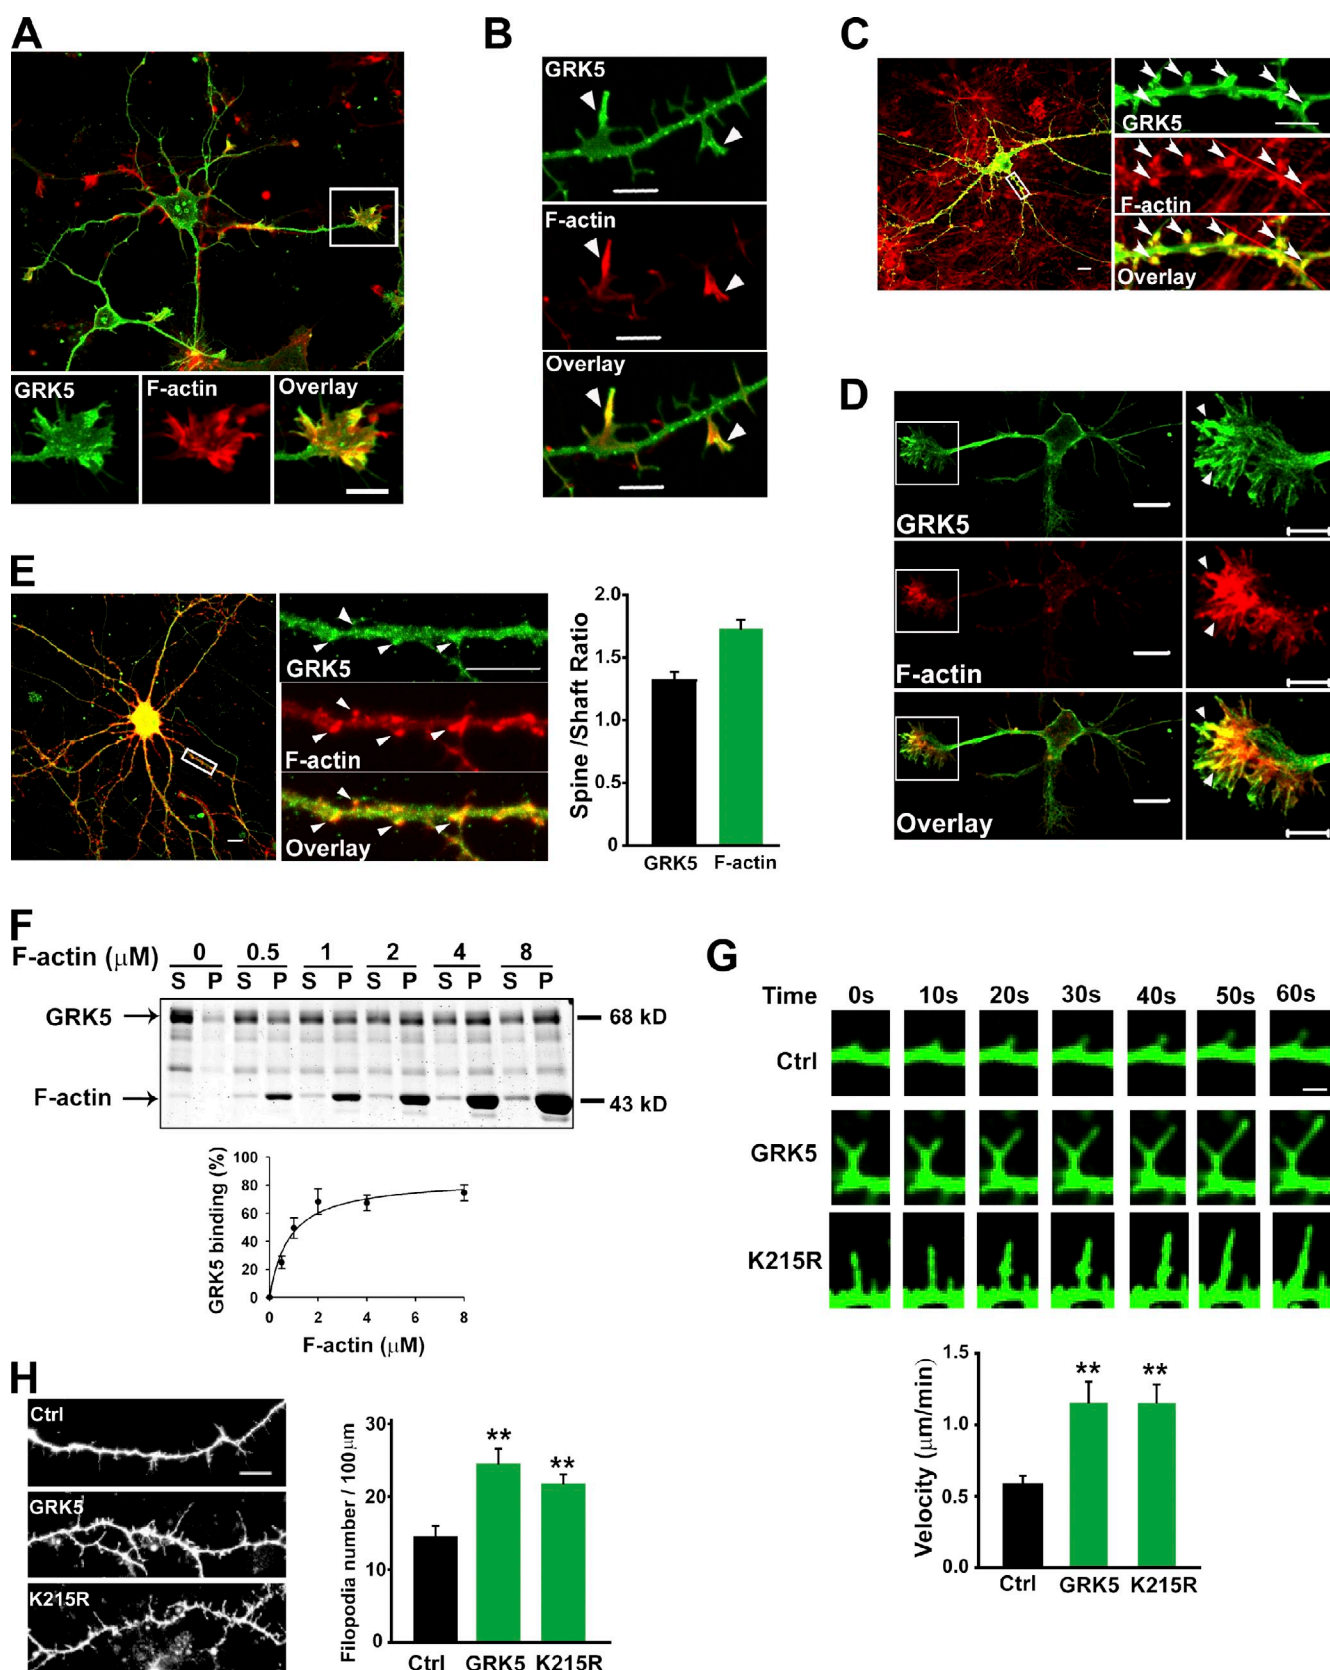 A
GRK5
F-actin
Overlay
B
GRK5
F-actin
Overlay
C
GRK5
F-actin
Overlay
D
GRK5
F-actin
Overlay
E
GRK5
F-actin
Overlay
Spine /Shaft Ratio
2.0
1.5
1.0
0.5
0
GRK5 F-actin
F
F-actin (μM) 0 0.5 1 2 4 8
S P S P S P S P S P S P
GRK5 68 kD
F-actin 43 kD
GRK5 binding (%)
100
80
60
40
20
0
0 2 4 6 8
F-actin (μM)
G
Time 0s 10s 20s 30s 40s 50s 60s
Ctrl
GRK5
K215R
Velocity (μm/min)
1.5
1.0
0.5
0.0
** **
Ctrl GRK5 K215R
H
Ctrl
GRK5
K215R
Filopodia number / 100 μm
30
20
10
0
** **
Ctrl GRK5 K215R